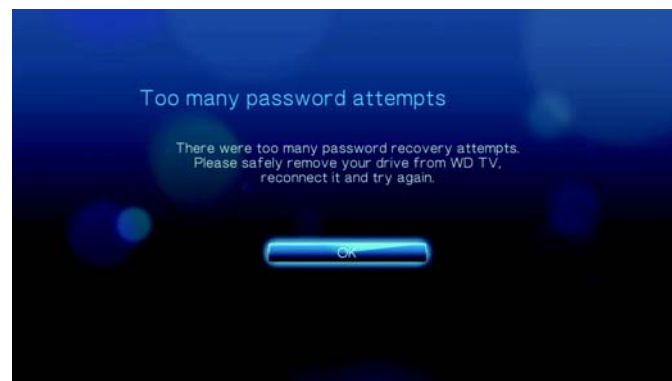 Too many password attempts
There were too many password recovery attempts.
Please safely remove your drive from WD TV,
reconnect it and try again.
OK